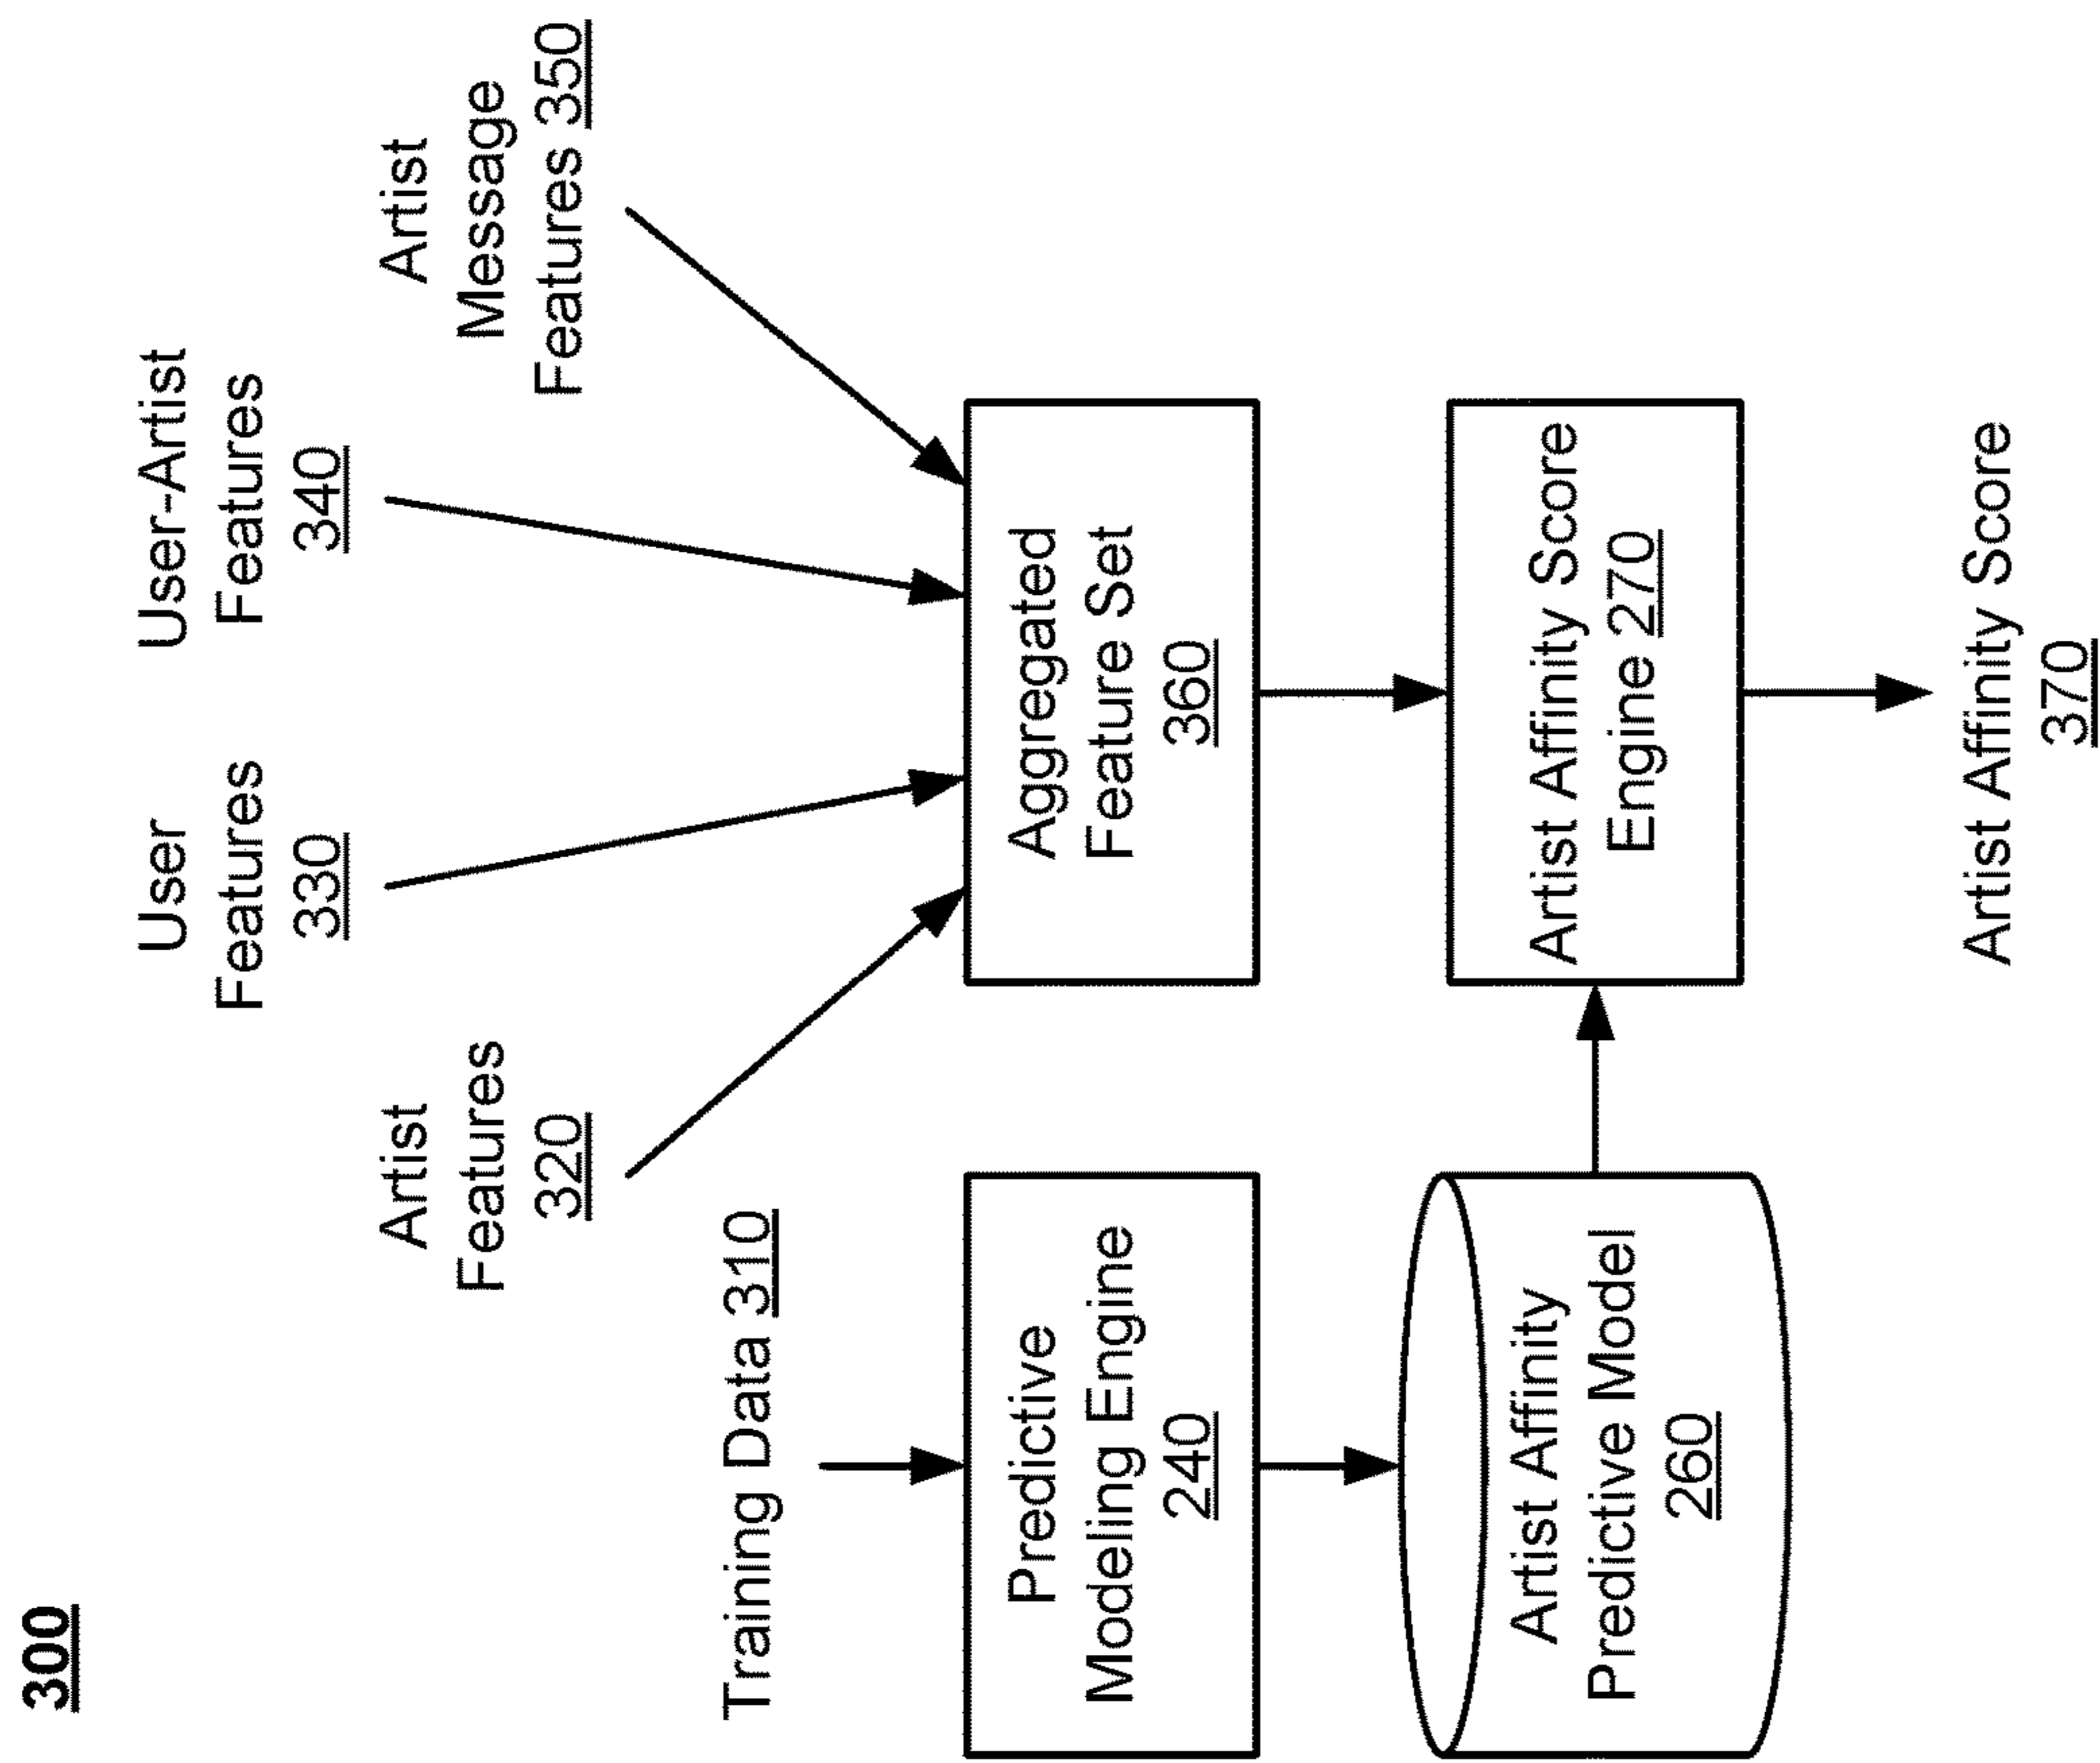 300
User
Features
330
User-Artist
Features
340
Artist
Features
320
Artist
Message
Features 350
Training Data 310
Predictive
Modeling Engine
240
Aggregated
Feature Set
360
Artist Affinity
Predictive Model
260
Artist Affinity Score
Engine 270
Artist Affinity Score
370